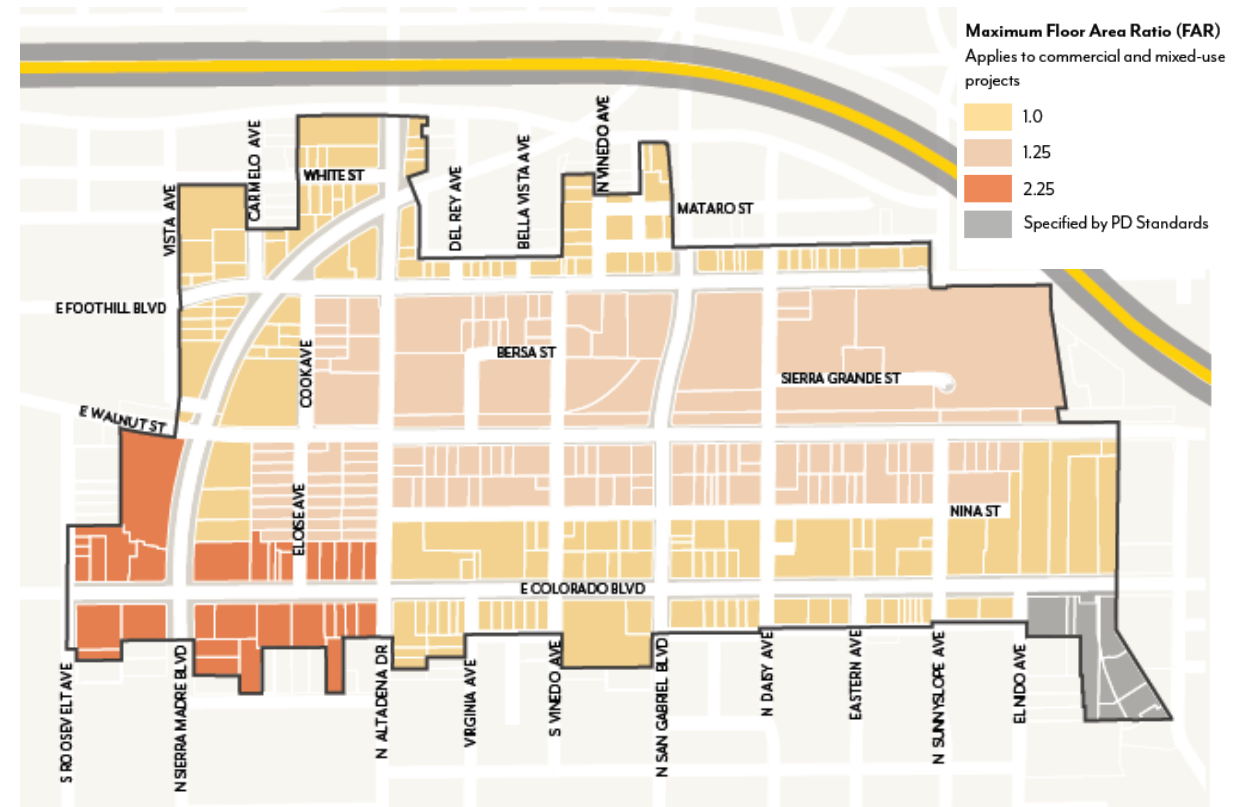 Maximum Floor Area Ratio (FAR)
Applies to commercial and mixed-use
projects
1.0
1.25
2.25
Specified by PD Standards
CARMELO AVE
N VINEDO AVE
WHITE ST
VISTA AVE
DEL REY AVE
BELLA VISTA AVE
MATARO ST
E FOOTHILL BLVD
COOK AVE
BERSA ST
SIERRA GRANDE ST
E WALNUT ST
ELOISE AVE
NINA ST
E COLORADO BLVD
S ROOSEVELT AVE
N SIERRA MADRE BLVD
N ALTADENA DR
VIRGINIA AVE
S VINEDO AVE
N SAN GABRIEL BLVD
N DAISY AVE
EASTERN AVE
N SUNNYSLOPE AVE
EL NIDO AVE